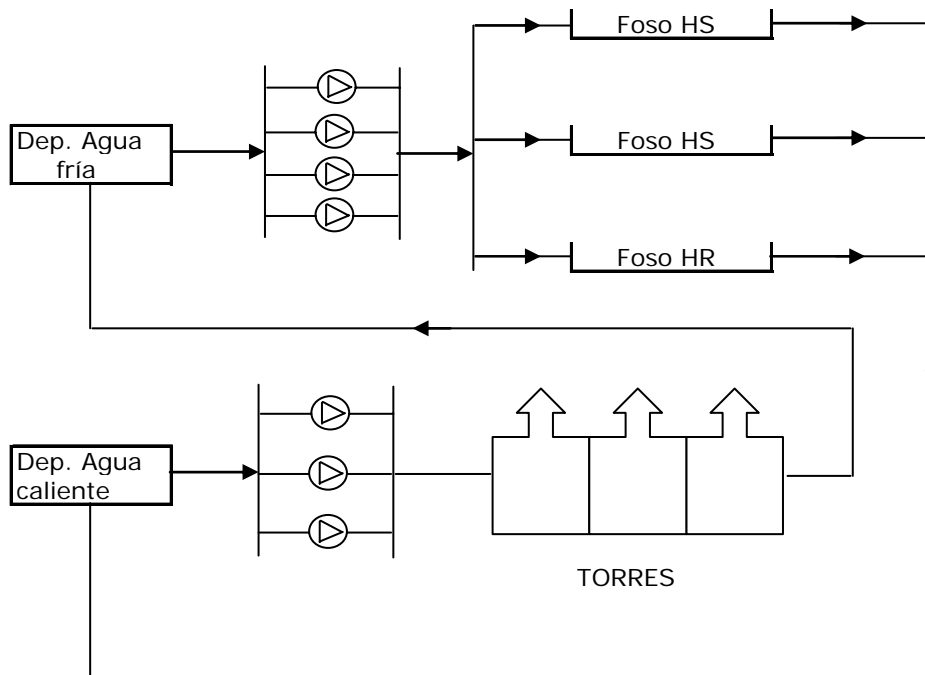 Foso HS
Dep. Agua
fría
Foso HS
Foso HR
Dep. Agua
caliente
TORRES